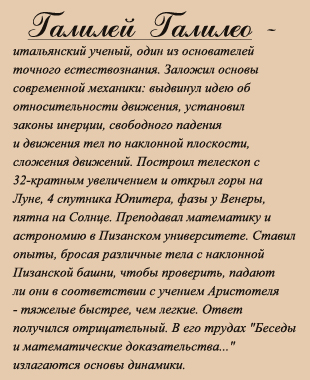 Галилей Галилео -
итальянский ученый, один из основателей
точного естествознания. Заложил основы
современной механики: выдвинул идею об
относительности движения, установил
законы инерции, свободного падения
и движения тел по наклонной плоскости,
сложения движений. Построил телескоп с
32-кратным увеличением и открыл горы на
Луне, 4 спутника Юпитера, фазы у Венеры,
пятна на Солнце. Преподавал математику и
астрономию в Пизанском университете. Ставил
опыты, бросая различные тела с наклонной
Пизанской башни, чтобы проверить, падают
ли они в соответствии с учением Аристотеля
- тяжелые быстрее, чем легкие. Ответ
получился отрицательный. В его трудах "Беседы
и математические доказательства..."
излагаются основы динамики.